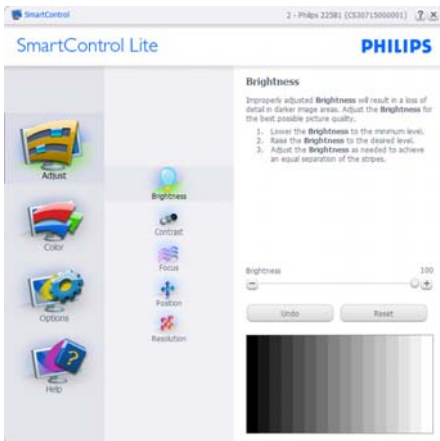 SmartControl
2 - Philips 225B1 (CS30715000001)
SmartControl Lite
PHILIPS
Adjust
Color
Options
Help
Brightness
Contrast
Focus
Position
Resolution
Brightness
Improperly adjusted Brightness will result in a loss of
detail in darker image areas. Adjust the Brightness for
the best possible picture quality.
1. Lower the Brightness to the minimum level.
2. Raise the Brightness to the desired level.
3. Adjust the Brightness as needed to achieve
an equal separation of the stripes.
Brightness 100
Undo Reset